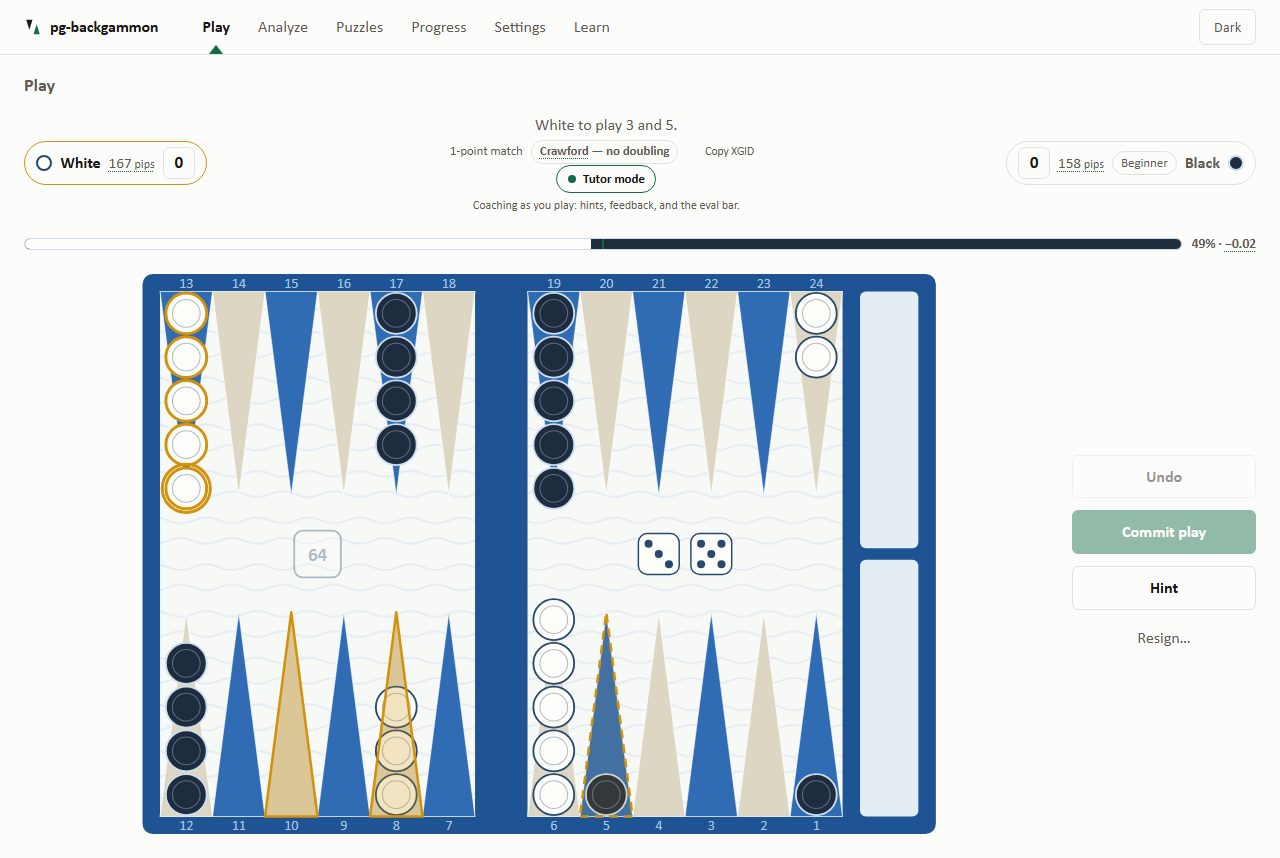 pg-backgammon Play Analyze Puzzles Progress Settings Learn Dark
Play
White to play 3 and 5.
White 167 pips 0
1-point match Crawford — no doubling Copy XGID
0 158 pips Beginner Black
Tutor mode
Coaching as you play: hints, feedback, and the eval bar.
49% · −0.02
13 14 15 16 17 18 19 20 21 22 23 24
64
Undo
Commit play
Hint
Resign...
12 11 10 9 8 7 6 5 4 3 2 1